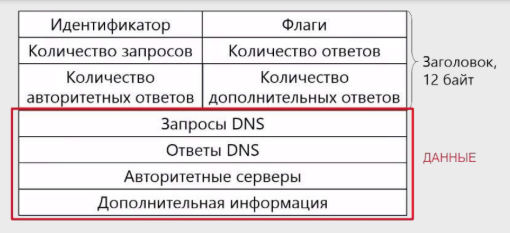 Идентификатор
Флаги
Количество запросов
Количество ответов
Количество
авторитетных ответов
Количество
дополнительных ответов
Заголовок,
12 байт
Запросы DNS
Ответы DNS
Авторитетные серверы
Дополнительная информация
ДАННЫЕ